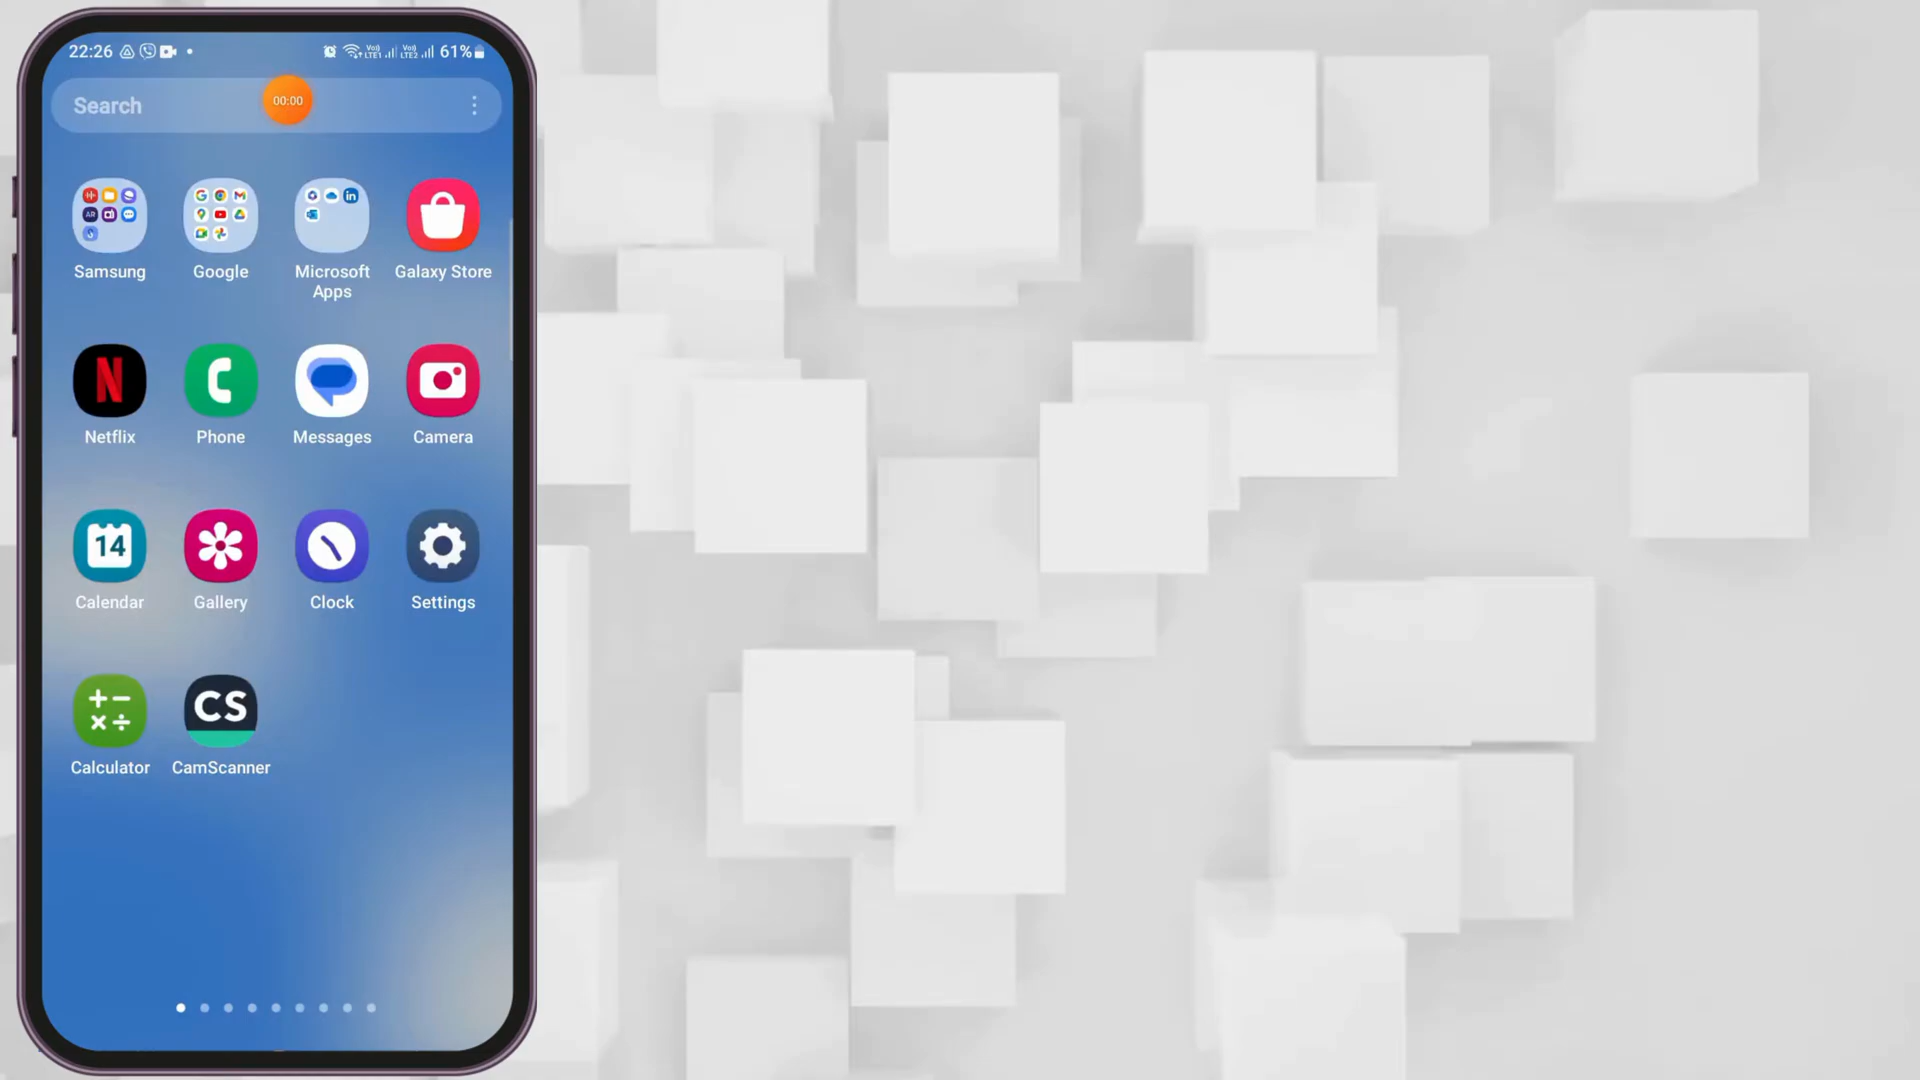 22:26 61%
Search 00:00
Samsung Google Microsoft Apps Galaxy Store
N
Netflix Phone Messages Camera
14
Calendar Gallery Clock Settings
CS
Calculator CamScanner